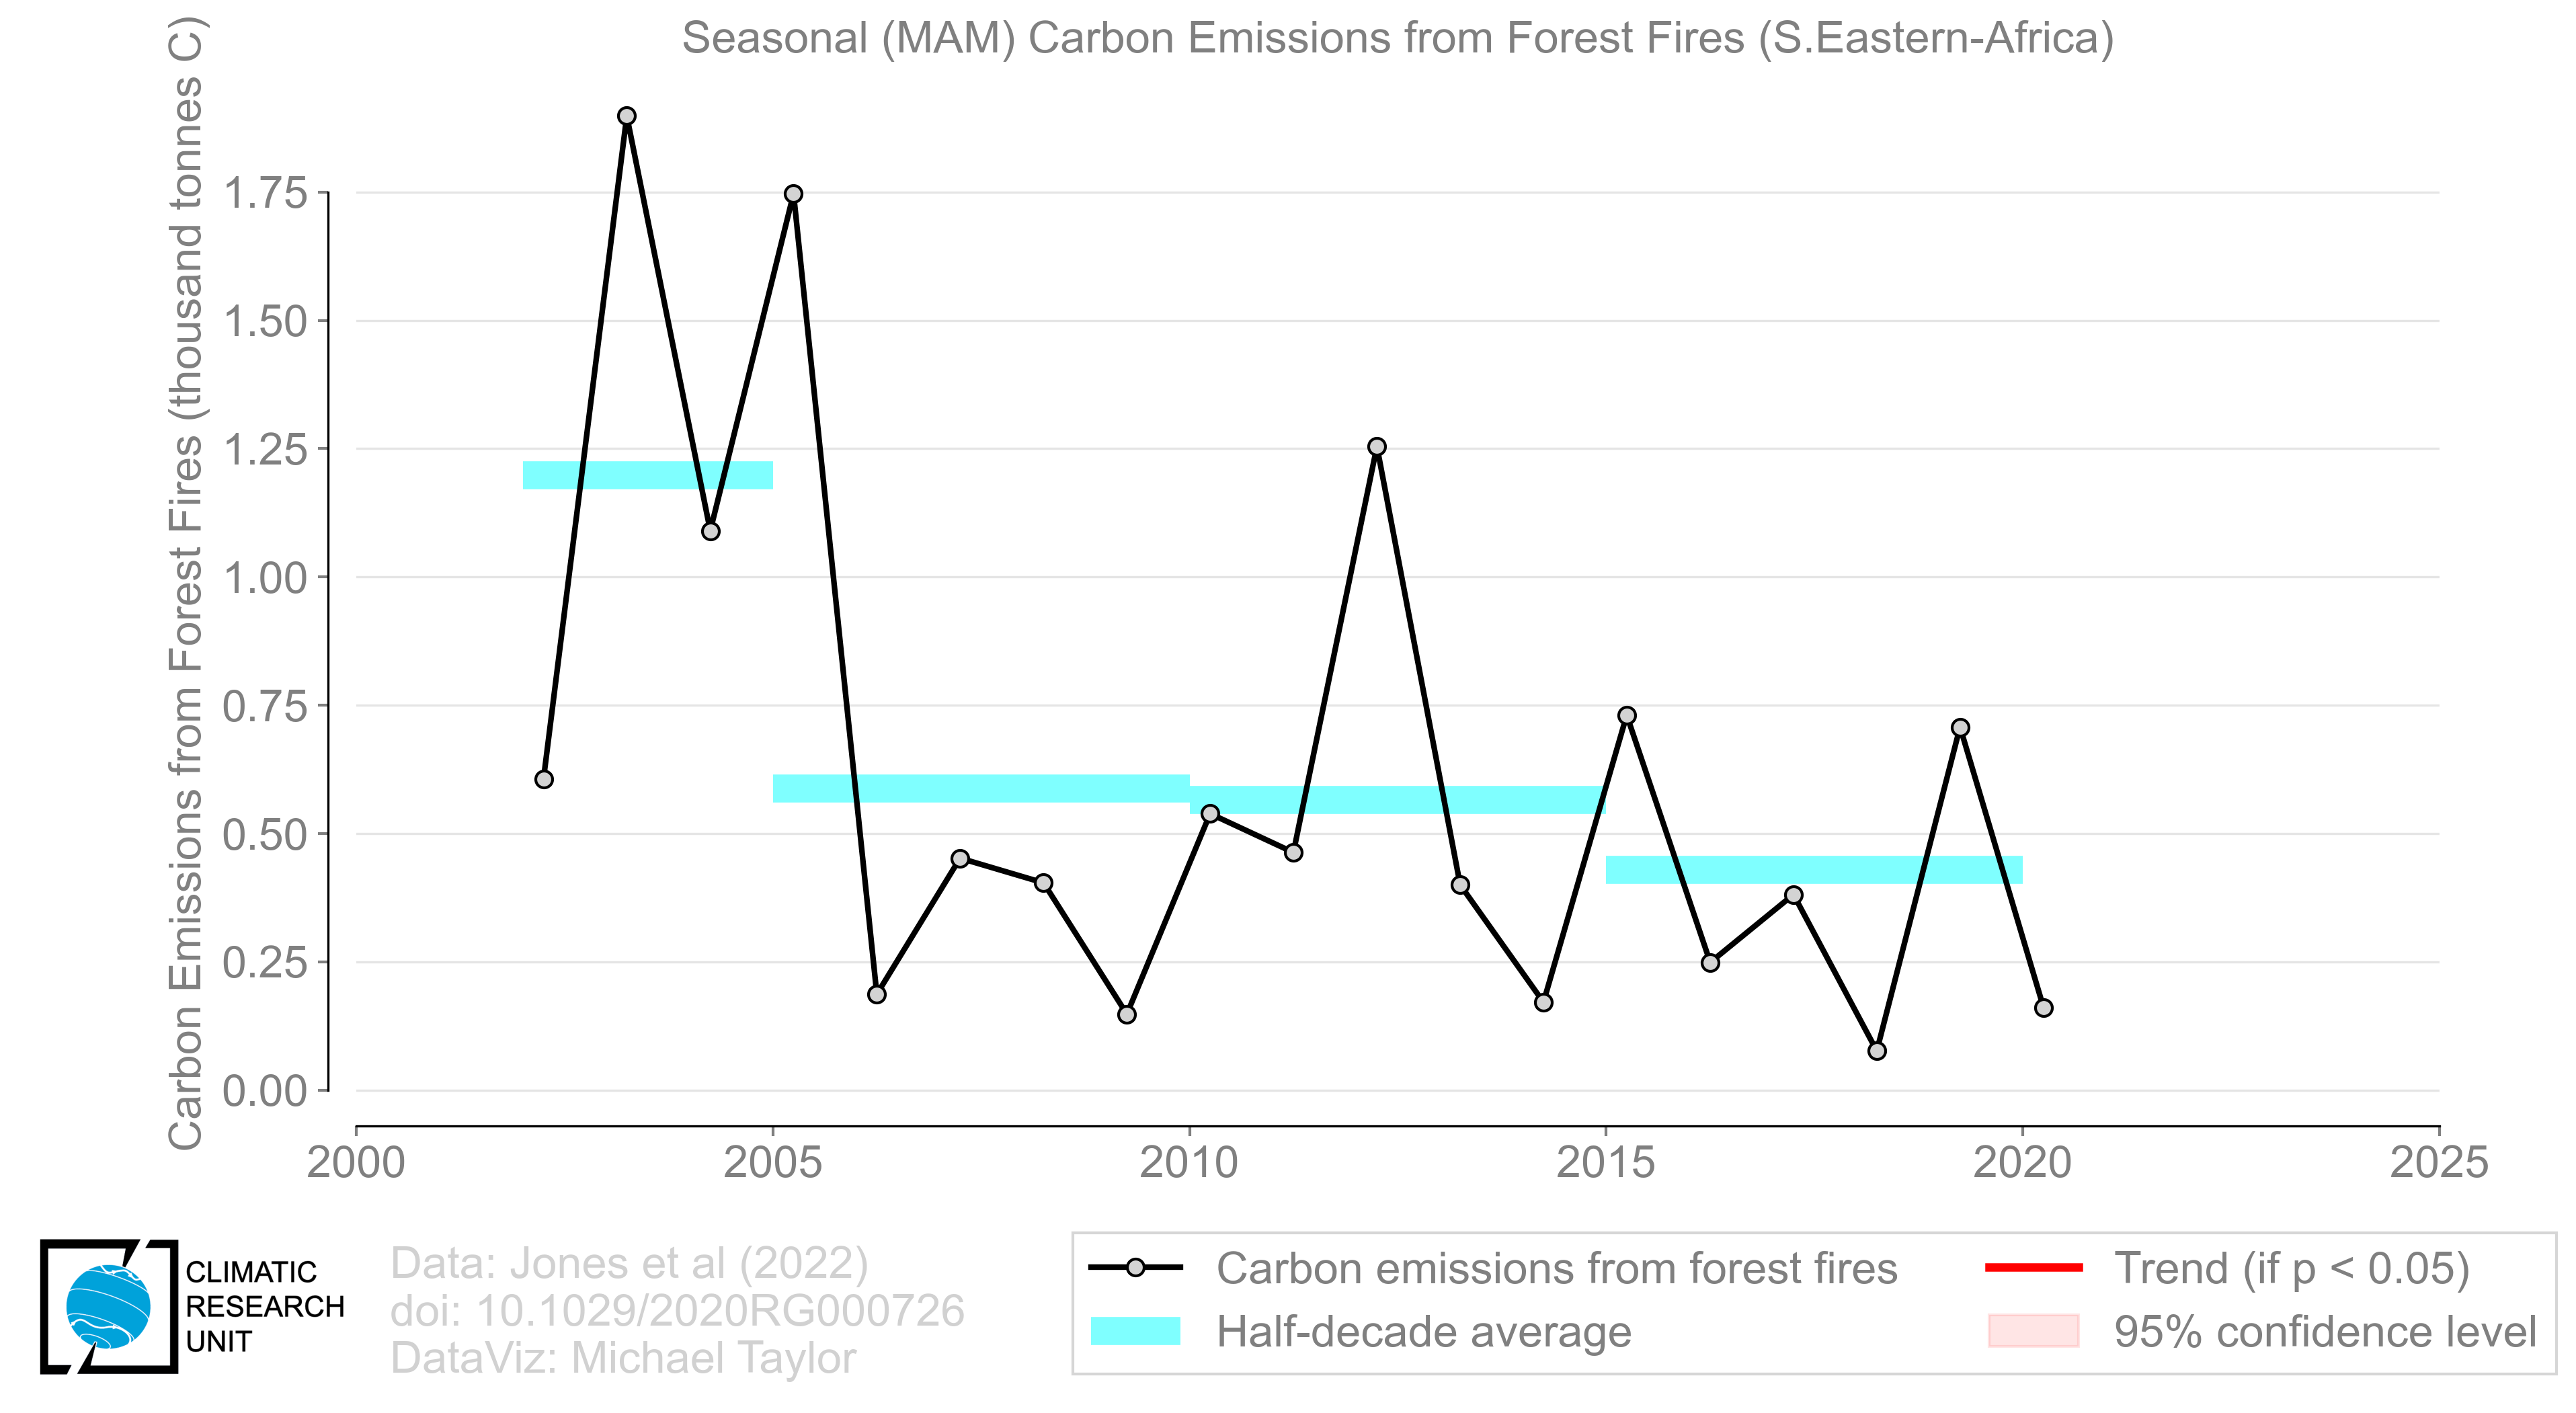 Seasonal (MAM) Carbon Emissions from Forest Fires (S.Eastern-Africa)
Carbon Emissions from Forest Fires (thousand tonnes C)
1.75
1.50
1.25
1.00
0.75
0.50
0.25
0.00
2000 2005 2010 2015 2020 2025
CLIMATIC
RESEARCH
UNIT
Data: Jones et al (2022)
doi: 10.1029/2020RG000726
DataViz: Michael Taylor
Carbon emissions from forest fires
Half-decade average
Trend (if p < 0.05)
95% confidence level